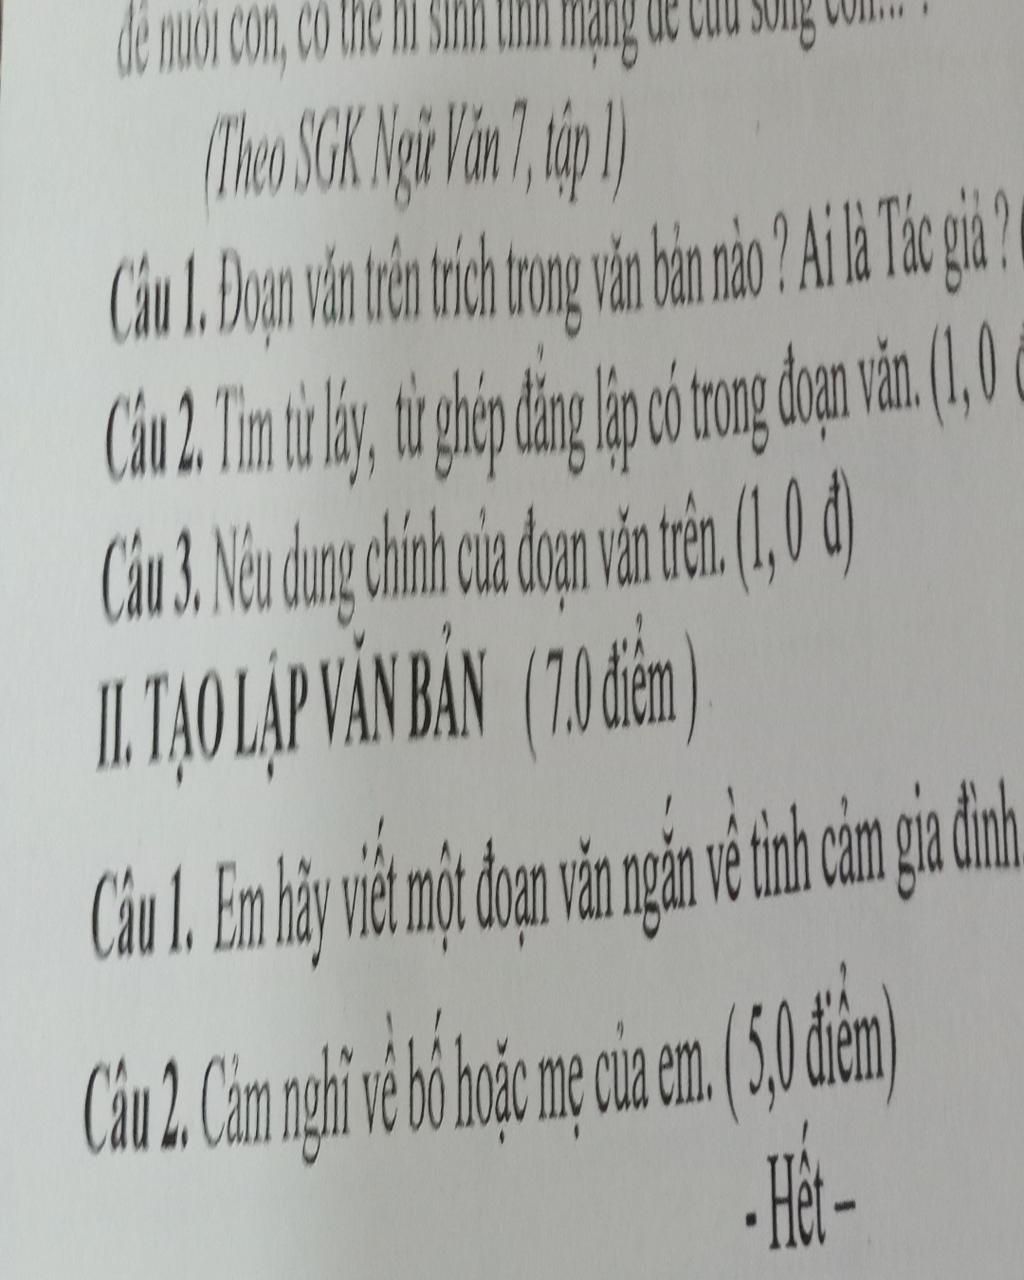 để nuôi con, có thể hi sinh tính mạng để cứu sống con... .
(Theo SGK Ngữ Văn 7, tập 1)
Câu 1. Đoạn văn trên trích trong văn bản nào ? Ai là Tác giả ? (
Câu 2. Tìm từ láy, từ ghép đẳng lập có trong đoạn văn. (1, 0 đ
Câu 3. Nêu dung chính của đoạn văn trên. (1, 0 đ)
II. TẠO LẬP VĂN BẢN ( 7.0 điểm )
Câu 1. Em hãy viết một đoạn văn ngắn về tình cảm gia đình.
Câu 2. Cảm nghĩ về bố hoặc mẹ của em. ( 5,0 điểm)
- Hết –